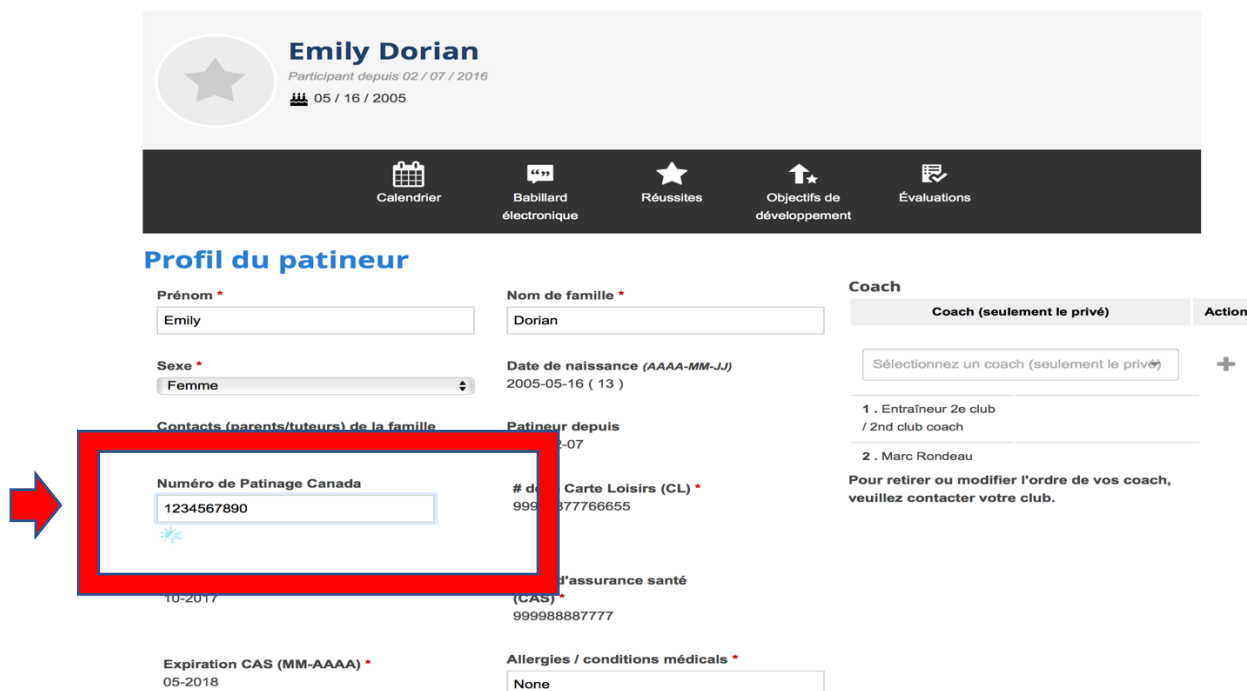 Emily Dorian
Participant depuis 02 / 07 / 2016
05 / 16 / 2005
Calendrier
Babillard
électronique
Réussites
Objectifs de
développement
Évaluations
Profil du patineur
Prénom *
Emily
Nom de famille *
Dorian
Sexe *
Femme
Date de naissance (AAAA-MM-JJ)
2005-05-16 ( 13 )
Contacts (parents/tuteurs) de la famille
Patineur depuis
2-07
Numéro de Patinage Canada
1234567890
# de Carte Loisirs (CL) *
999 877766655
10-2017
d'assurance santé
(CAS) *
999988887777
Expiration CAS (MM-AAAA) *
05-2018
Allergies / conditions médicals *
None
Coach
Coach (seulement le privé)
Action
Sélectionnez un coach (seulement le privé)
1 . Entraîneur 2e club
/ 2nd club coach
2 . Marc Rondeau
Pour retirer ou modifier l'ordre de vos coach,
veuillez contacter votre club.